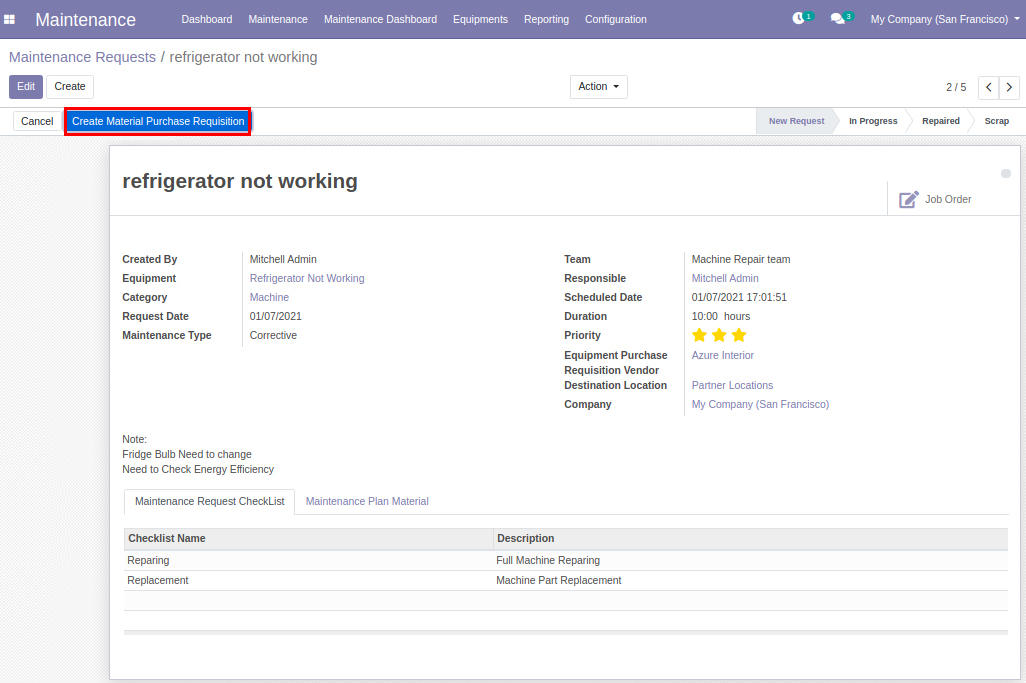 Maintenance Dashboard Maintenance Maintenance Dashboard Equipments Reporting Configuration 1 3 My Company (San Francisco)
Maintenance Requests / refrigerator not working
Edit Create Action 2 / 5
Cancel Create Material Purchase Requisition New Request In Progress Repaired Scrap
refrigerator not working
Job Order
Created By Mitchell Admin
Equipment Refrigerator Not Working
Category Machine
Request Date 01/07/2021
Maintenance Type Corrective
Team Machine Repair team
Responsible Mitchell Admin
Scheduled Date 01/07/2021 17:01:51
Duration 10:00 hours
Priority
Equipment Purchase Azure Interior
Requisition Vendor
Destination Location Partner Locations
Company My Company (San Francisco)
Note:
Fridge Bulb Need to change
Need to Check Energy Efficiency
Maintenance Request CheckList Maintenance Plan Material
Checklist Name Description
Reparing Full Machine Reparing
Replacement Machine Part Replacement